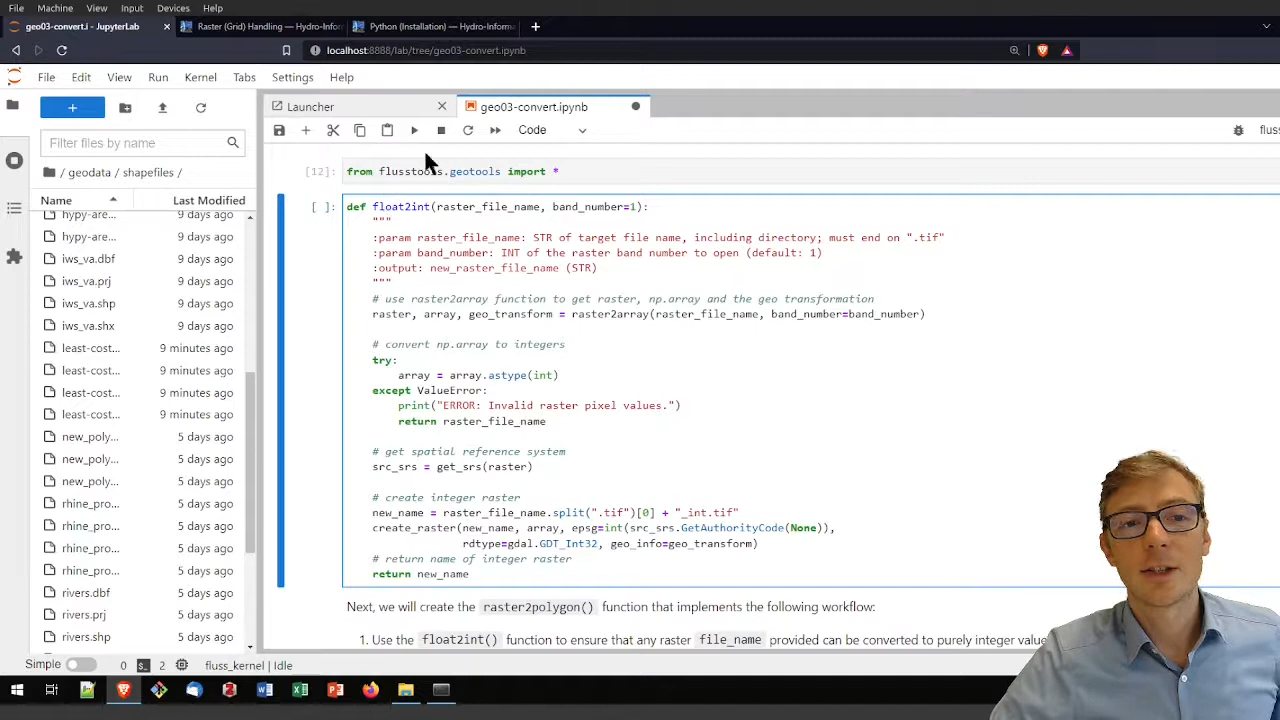 File Machine View Input Devices Help
geo03-convert.i - JupyterLab
Raster (Grid) Handling — Hydro-Infor
Python (Installation) — Hydro-Informa
localhost:8888/lab/tree/geo03-convert.ipynb
File Edit View Run Kernel Tabs Settings Help
Launcher
geo03-convert.ipynb
Code
fluss
Filter files by name
/ geodata / shapefiles /
Name Last Modified
hypy-are... 9 days ago
hypy-are... 9 days ago
iws_va.dbf 9 days ago
iws_va.prj 9 days ago
iws_va.shp 9 days ago
iws_va.shx 9 days ago
least-cost... 9 minutes ago
least-cost... 9 minutes ago
least-cost... 9 minutes ago
least-cost... 9 minutes ago
new_poly... 5 days ago
new_poly... 5 days ago
new_poly... 5 days ago
rhine_pro... 5 days ago
rhine_pro... 5 days ago
rhine_pro... 5 days ago
rhine_pro... 5 days ago
rivers.dbf 5 days ago
rivers.prj 5 days ago
rivers.shp 5 days ago
[12]: from flusstools.geotools import *
[ ]: def float2int(raster_file_name, band_number=1):
"""
:param raster_file_name: STR of target file name, including directory; must end on ".tif"
:param band_number: INT of the raster band number to open (default: 1)
:output: new_raster_file_name (STR)
"""
# use raster2array function to get raster, np.array and the geo transformation
raster, array, geo_transform = raster2array(raster_file_name, band_number=band_number)
# convert np.array to integers
try:
array = array.astype(int)
except ValueError:
print("ERROR: Invalid raster pixel values.")
return raster_file_name
# get spatial reference system
src_srs = get_srs(raster)
# create integer raster
new_name = raster_file_name.split(".tif")[0] + "_int.tif"
create_raster(new_name, array, epsg=int(src_srs.GetAuthorityCode(None)),
rdtype=gdal.GDT_Int32, geo_info=geo_transform)
# return name of integer raster
return new_name
Next, we will create the raster2polygon() function that implements the following workflow:
1. Use the float2int() function to ensure that any raster file_name provided can be converted to purely integer value
Simple 0 2 fluss_kernel | Idle